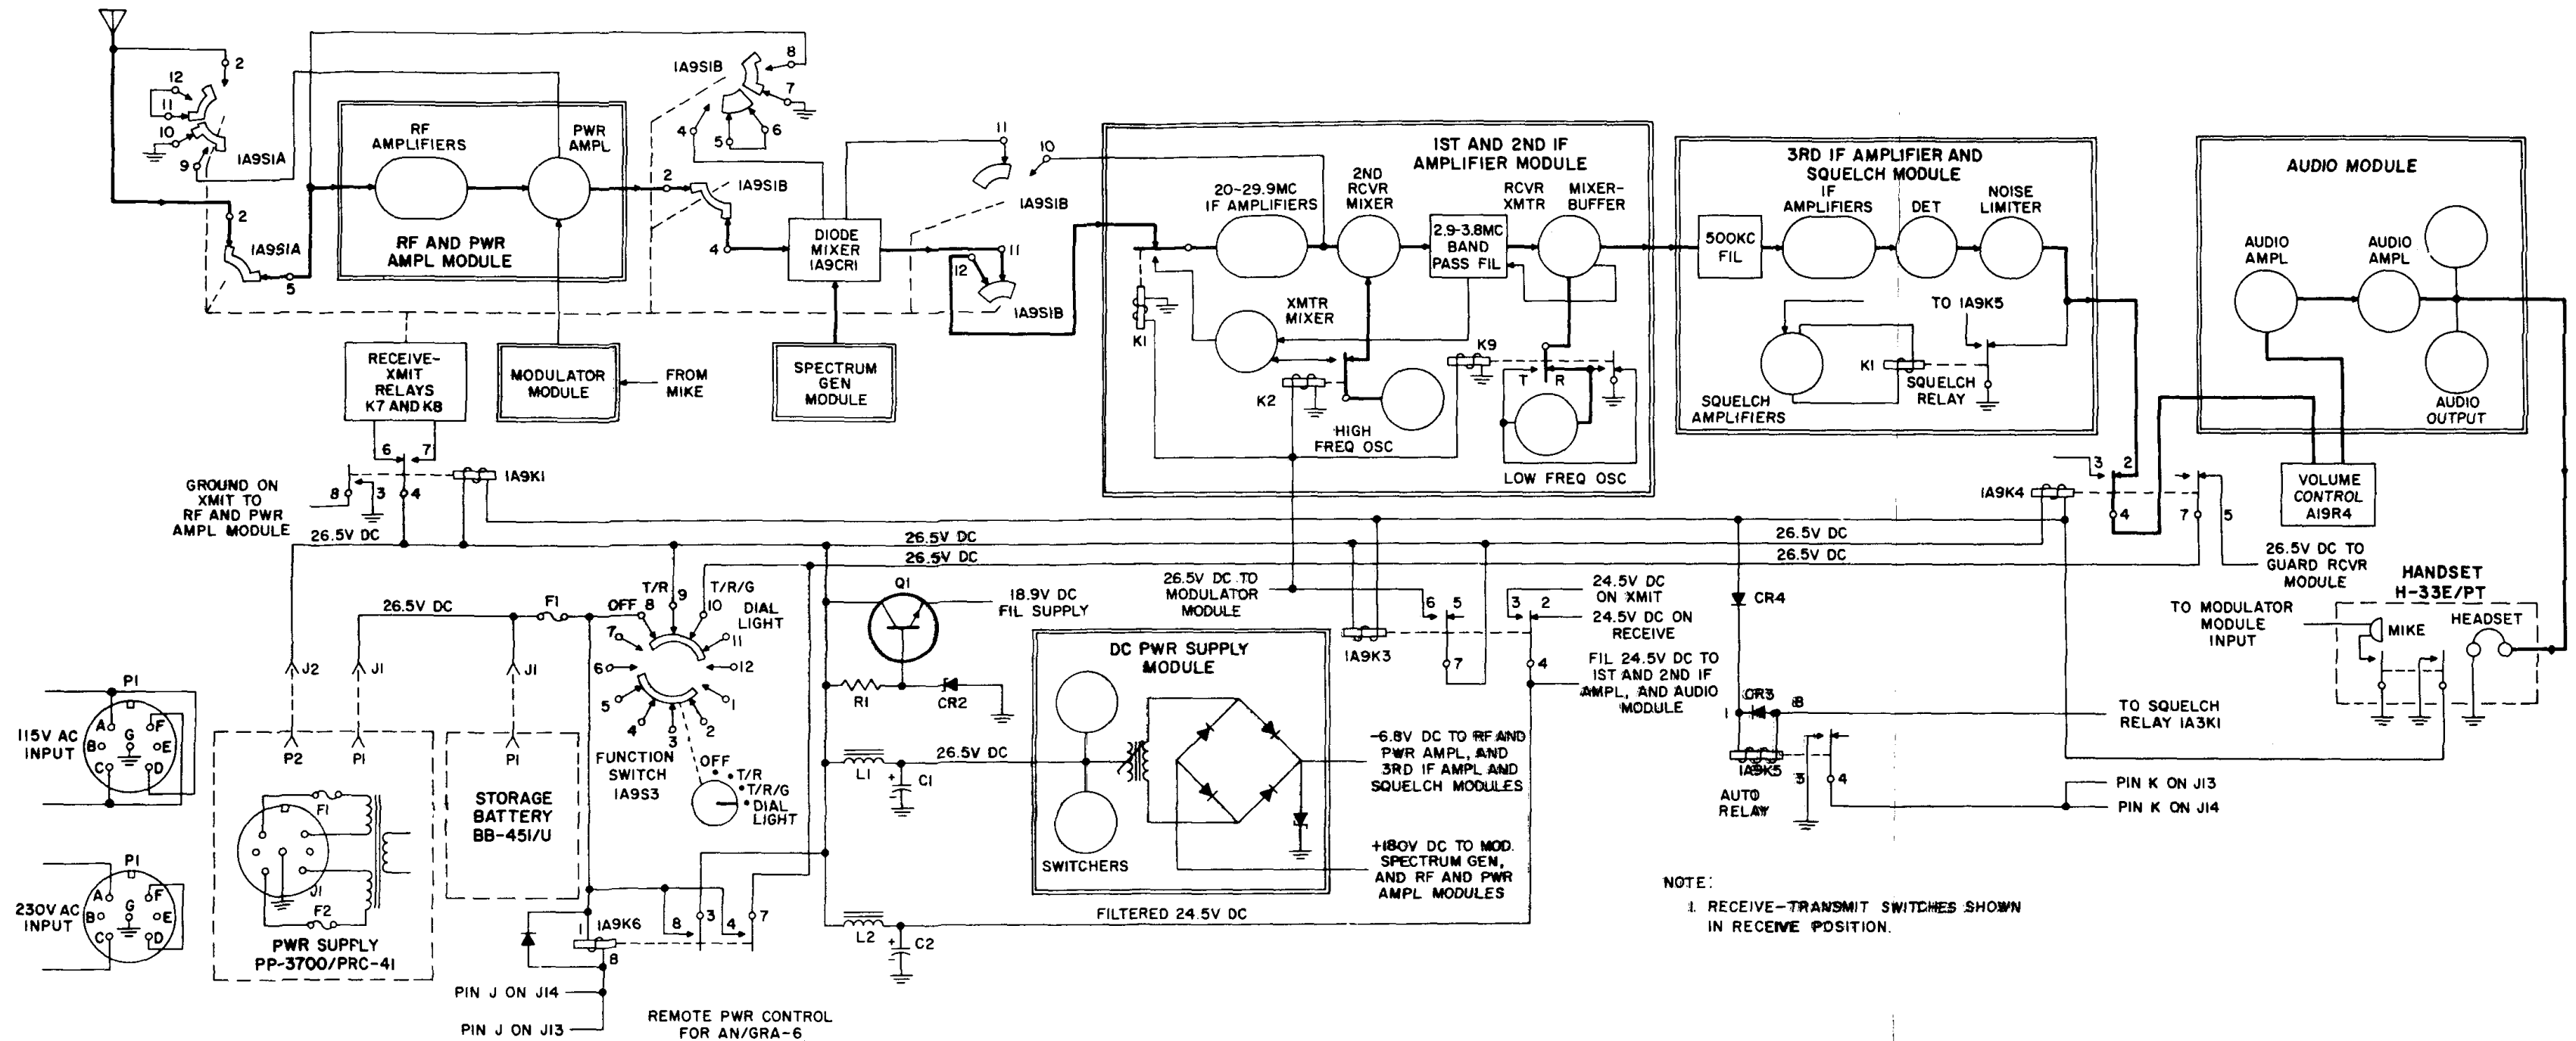 2
12
11
10
9
1A9S1A
2
1A9S1A
5
RF
AMPLIFIERS
PWR
AMPL
RF AND PWR
AMPL MODULE
1A9S1B
8
7
4
5
6
2
1A9S1B
4
DIODE
MIXER
1A9CR1
11
10
1A9S1B
11
12
1A9S1B
RECEIVE-
XMIT
RELAYS
K7 AND K8
MODULATOR
MODULE
FROM
MIKE
SPECTRUM
GEN
MODULE
1ST AND 2ND IF
AMPLIFIER MODULE
20-29.9MC
IF AMPLIFIERS
2ND
RCVR
MIXER
RCVR
XMTR
MIXER-
BUFFER
2.9-3.8MC
BAND
PASS FIL
XMTR
MIXER
K1
K9
K2
HIGH
FREQ OSC
T
R
LOW FREQ OSC
3RD IF AMPLIFIER AND
SQUELCH MODULE
IF
AMPLIFIERS
DET
NOISE
LIMITER
500KC
FIL
TO 1A9K5
K1
SQUELCH
RELAY
SQUELCH
AMPLIFIERS
AUDIO MODULE
AUDIO
AMPL
AUDIO
AMPL
AUDIO
OUTPUT
VOLUME
CONTROL
A19R4
6
7
8
3
4
1A9K1
GROUND ON
XMIT TO
RF AND PWR
AMPL MODULE
26.5V DC
26.5V DC
26.5V DC
26.5V DC
26.5V DC
3
2
1A9K4
4
7
5
26.5V DC TO
GUARD RCVR
MODULE
26.5V DC
F1
OFF
8
T/R
9
T/R/G
10
DIAL
LIGHT
11
12
1
2
3
4
5
6
7
FUNCTION
SWITCH
1A9S3
OFF
T/R
T/R/G
DIAL
LIGHT
Q1
18.9V DC
FIL SUPPLY
R1
CR2
26.5V DC TO
MODULATOR
MODULE
6
5
3
2
24.5V DC
ON XMIT
24.5V DC ON
RECEIVE
1A9K3
7
4
FIL 24.5V DC TO
1ST AND 2ND IF
AMPL, AND AUDIO
MODULE
CR4
CR3
1
8
TO SQUELCH
RELAY 1A3K1
1A9K5
3
4
AUTO
RELAY
PIN K ON J13
PIN K ON J14
HANDSET
H-33E/PT
TO MODULATOR
MODULE
INPUT
MIKE
HEADSET
J2
J1
J1
P1
A
F
B
G
E
C
D
115V AC
INPUT
P1
A
F
B
G
E
C
D
230V AC
INPUT
P2
P1
F1
J1
F2
PWR SUPPLY
PP-3700/PRC-41
P1
STORAGE
BATTERY
BB-451/U
L1
C1
+
26.5V DC
DC PWR SUPPLY
MODULE
SWITCHERS
-6.8V DC TO RF AND
PWR AMPL, AND
3RD IF AMPL AND
SQUELCH MODULES
+180V DC TO MOD.
SPECTRUM GEN,
AND RF AND PWR
AMPL MODULES
FILTERED 24.5V DC
L2
C2
+
1A9K6
8
3
4
7
8
PIN J ON J14
PIN J ON J13
REMOTE PWR CONTROL
FOR AN/GRA-6
NOTE:
1. RECEIVE-TRANSMIT SWITCHES SHOWN
IN RECEIVE POSITION.